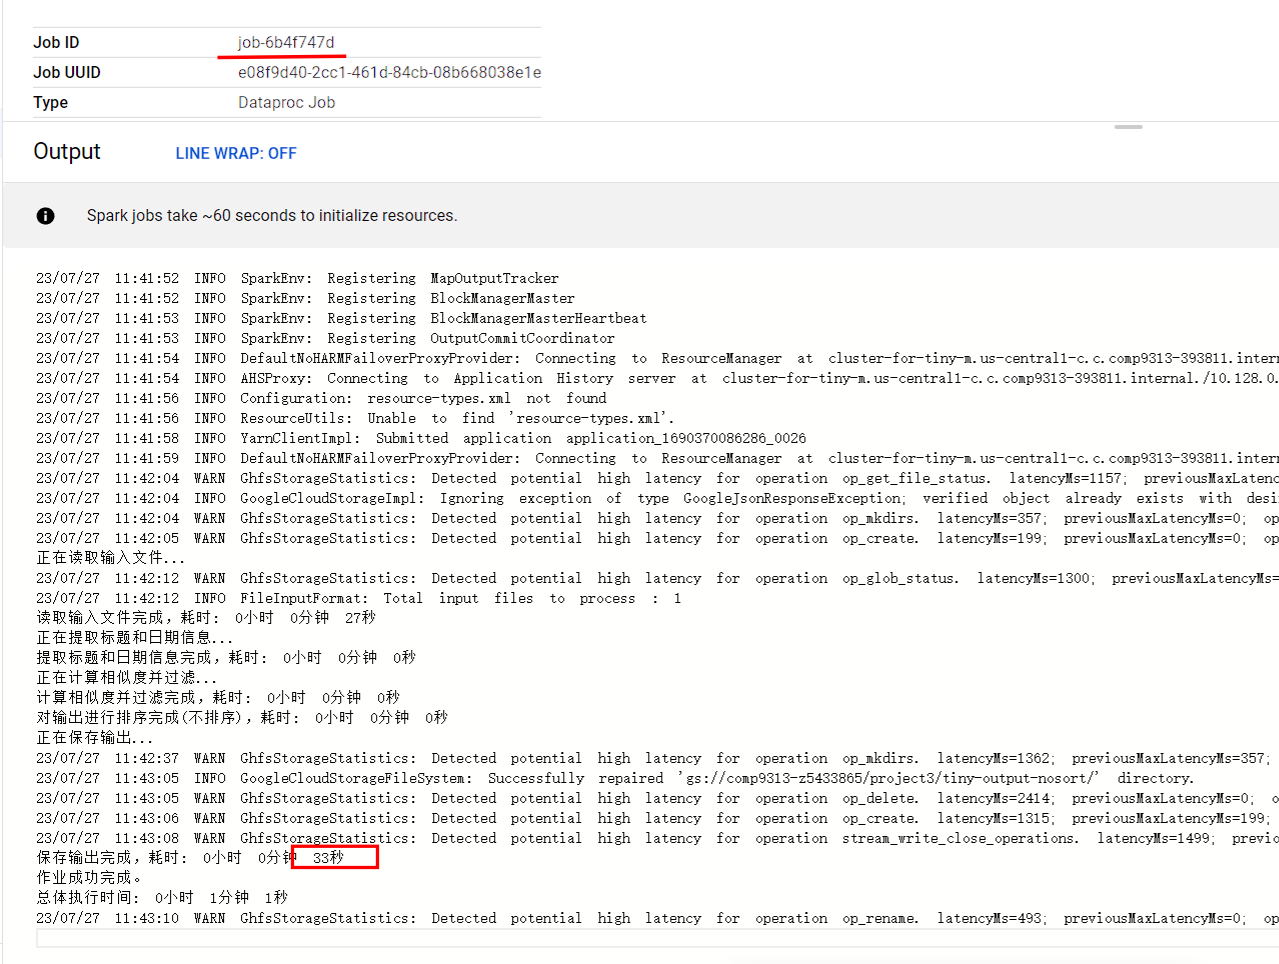 Job ID job-6b4f747d
Job UUID e08f9d40-2cc1-461d-84cb-08b668038e1e
Type Dataproc Job
Output LINE WRAP: OFF
Spark jobs take ~60 seconds to initialize resources.
23/07/27 11:41:52 INFO SparkEnv: Registering MapOutputTracker
23/07/27 11:41:52 INFO SparkEnv: Registering BlockManagerMaster
23/07/27 11:41:53 INFO SparkEnv: Registering BlockManagerMasterHeartbeat
23/07/27 11:41:53 INFO SparkEnv: Registering OutputCommitCoordinator
23/07/27 11:41:54 INFO DefaultNoHARMFailoverProxyProvider: Connecting to ResourceManager at cluster-for-tiny-m.us-central1-c.c.comp9313-393811.intern
23/07/27 11:41:54 INFO AHSProxy: Connecting to Application History server at cluster-for-tiny-m.us-central1-c.c.comp9313-393811.internal./10.128.0.
23/07/27 11:41:56 INFO Configuration: resource-types.xml not found
23/07/27 11:41:56 INFO ResourceUtils: Unable to find 'resource-types.xml'.
23/07/27 11:41:58 INFO YarnClientImpl: Submitted application application_1690370086286_0026
23/07/27 11:41:59 INFO DefaultNoHARMFailoverProxyProvider: Connecting to ResourceManager at cluster-for-tiny-m.us-central1-c.c.comp9313-393811.intern
23/07/27 11:42:04 WARN GhfsStorageStatistics: Detected potential high latency for operation op_get_file_status. latencyMs=1157; previousMaxLatenc
23/07/27 11:42:04 INFO GoogleCloudStorageImpl: Ignoring exception of type GoogleJsonResponseException; verified object already exists with desi
23/07/27 11:42:04 WARN GhfsStorageStatistics: Detected potential high latency for operation op_mkdirs. latencyMs=357; previousMaxLatencyMs=0; op
23/07/27 11:42:05 WARN GhfsStorageStatistics: Detected potential high latency for operation op_create. latencyMs=199; previousMaxLatencyMs=0; op
正在读取输入文件...
23/07/27 11:42:12 WARN GhfsStorageStatistics: Detected potential high latency for operation op_glob_status. latencyMs=1300; previousMaxLatencyMs=
23/07/27 11:42:12 INFO FileInputFormat: Total input files to process : 1
读取输入文件完成，耗时: 0小时 0分钟 27秒
正在提取标题和日期信息...
提取标题和日期信息完成，耗时: 0小时 0分钟 0秒
正在计算相似度并过滤...
计算相似度并过滤完成，耗时: 0小时 0分钟 0秒
对输出进行排序完成(不排序)，耗时: 0小时 0分钟 0秒
正在保存输出...
23/07/27 11:42:37 WARN GhfsStorageStatistics: Detected potential high latency for operation op_mkdirs. latencyMs=1362; previousMaxLatencyMs=357;
23/07/27 11:43:05 INFO GoogleCloudStorageFileSystem: Successfully repaired 'gs://comp9313-z5433865/project3/tiny-output-nosort/' directory.
23/07/27 11:43:05 WARN GhfsStorageStatistics: Detected potential high latency for operation op_delete. latencyMs=2414; previousMaxLatencyMs=0; o
23/07/27 11:43:06 WARN GhfsStorageStatistics: Detected potential high latency for operation op_create. latencyMs=1315; previousMaxLatencyMs=199;
23/07/27 11:43:08 WARN GhfsStorageStatistics: Detected potential high latency for operation stream_write_close_operations. latencyMs=1499; previo
保存输出完成，耗时: 0小时 0分钟 33秒
作业成功完成。
总体执行时间: 0小时 1分钟 1秒
23/07/27 11:43:10 WARN GhfsStorageStatistics: Detected potential high latency for operation op_rename. latencyMs=493; previousMaxLatencyMs=0; op